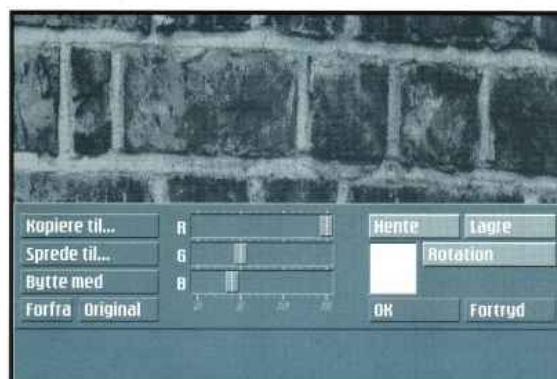 Kopiere til... R Hente Lagre
Sprede til... G Rotation
Bytte med B
Forfra Original OK Fortryd